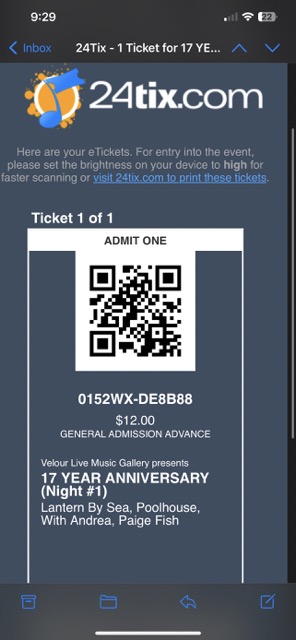 9:29
22
Inbox
24Tix - 1 Ticket for 17 YE...
24tix.com
Here are your eTickets. For entry into the event,
please set the brightness on your device to high for
faster scanning or visit 24tix.com to print these tickets.
Ticket 1 of 1
ADMIT ONE
0152WX-DE8B88
$12.00
GENERAL ADMISSION ADVANCE
Velour Live Music Gallery presents
17 YEAR ANNIVERSARY
(Night #1)
Lantern By Sea, Poolhouse,
With Andrea, Paige Fish